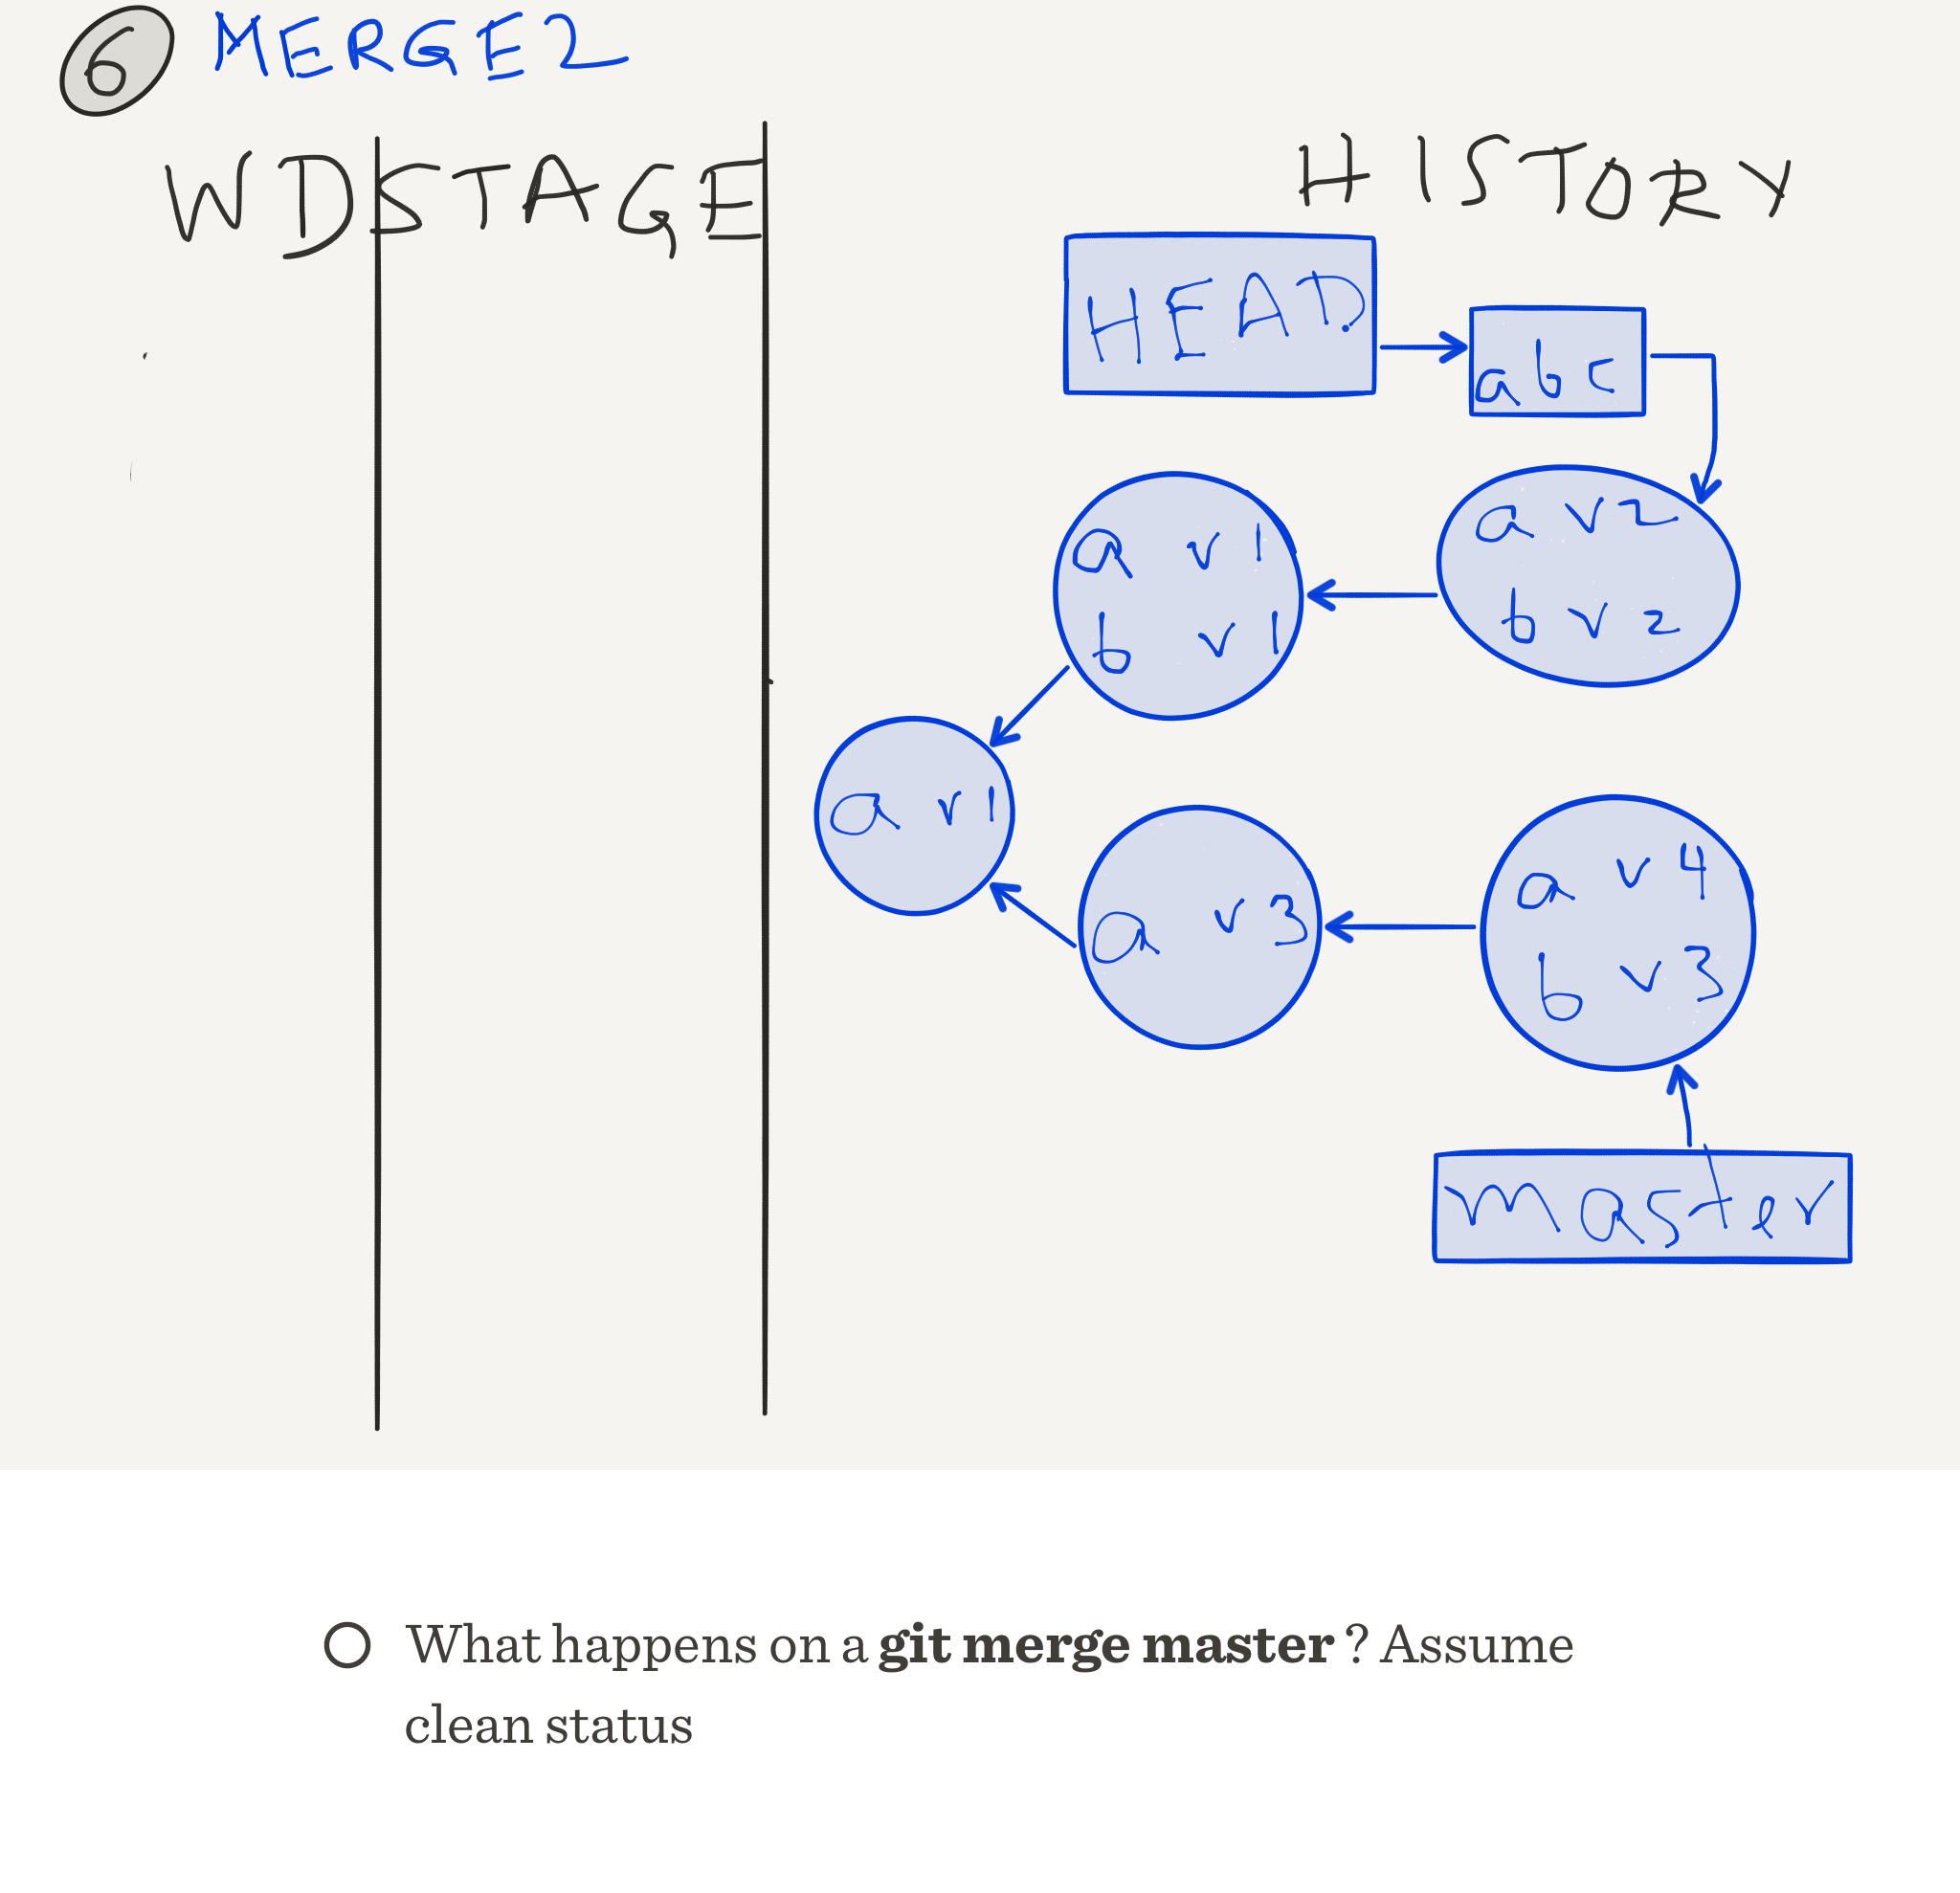 6 MERGE2
WD STAGE HISTORY
HEAD
abc
a v1
b v1
a v2
b v2
a v1
a v3
a v4
b v3
master
What happens on a git merge master ? Assume
clean status